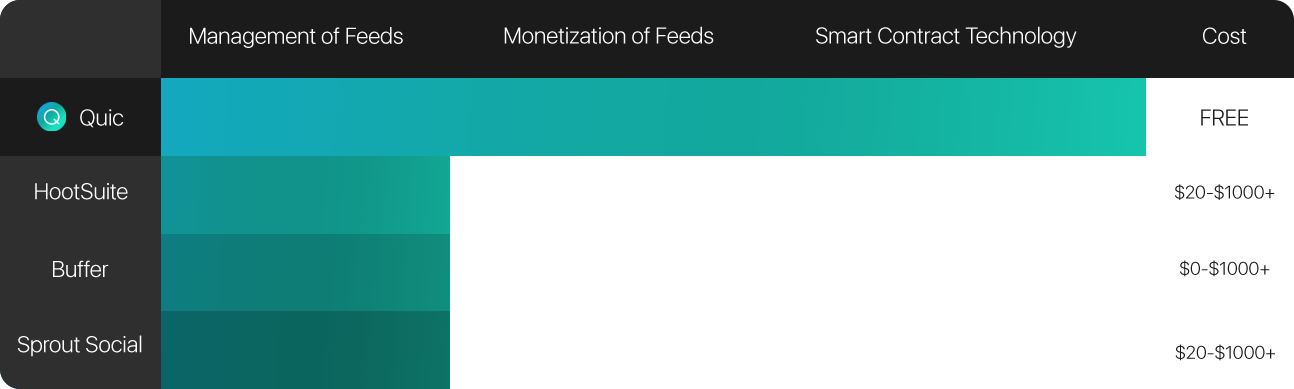 Management of Feeds Monetization of Feeds Smart Contract Technology Cost
Q Quic FREE
HootSuite $20-$1000+
Buffer $0-$1000+
Sprout Social $20-$1000+